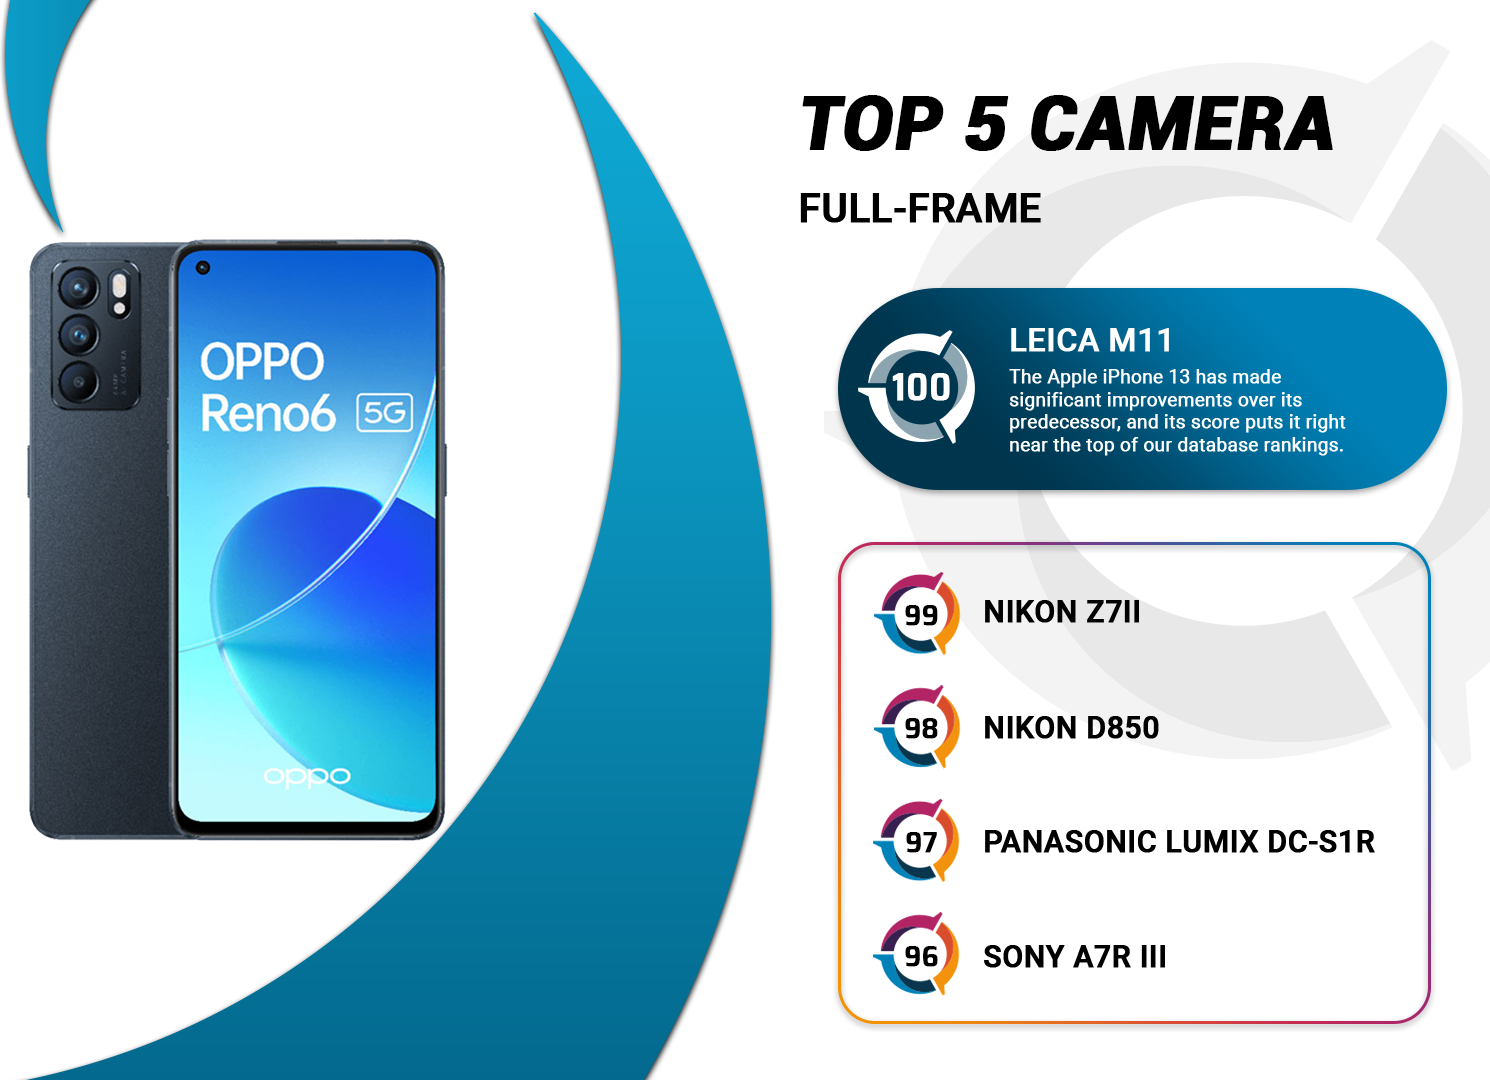 TOP 5 CAMERA
FULL-FRAME
100
LEICA M11
The Apple iPhone 13 has made
significant improvements over its
predecessor, and its score puts it right
near the top of our database rankings.
99
NIKON Z7II
98
NIKON D850
97
PANASONIC LUMIX DC-S1R
96
SONY A7R III
OPPO
Reno6 5G
oppo